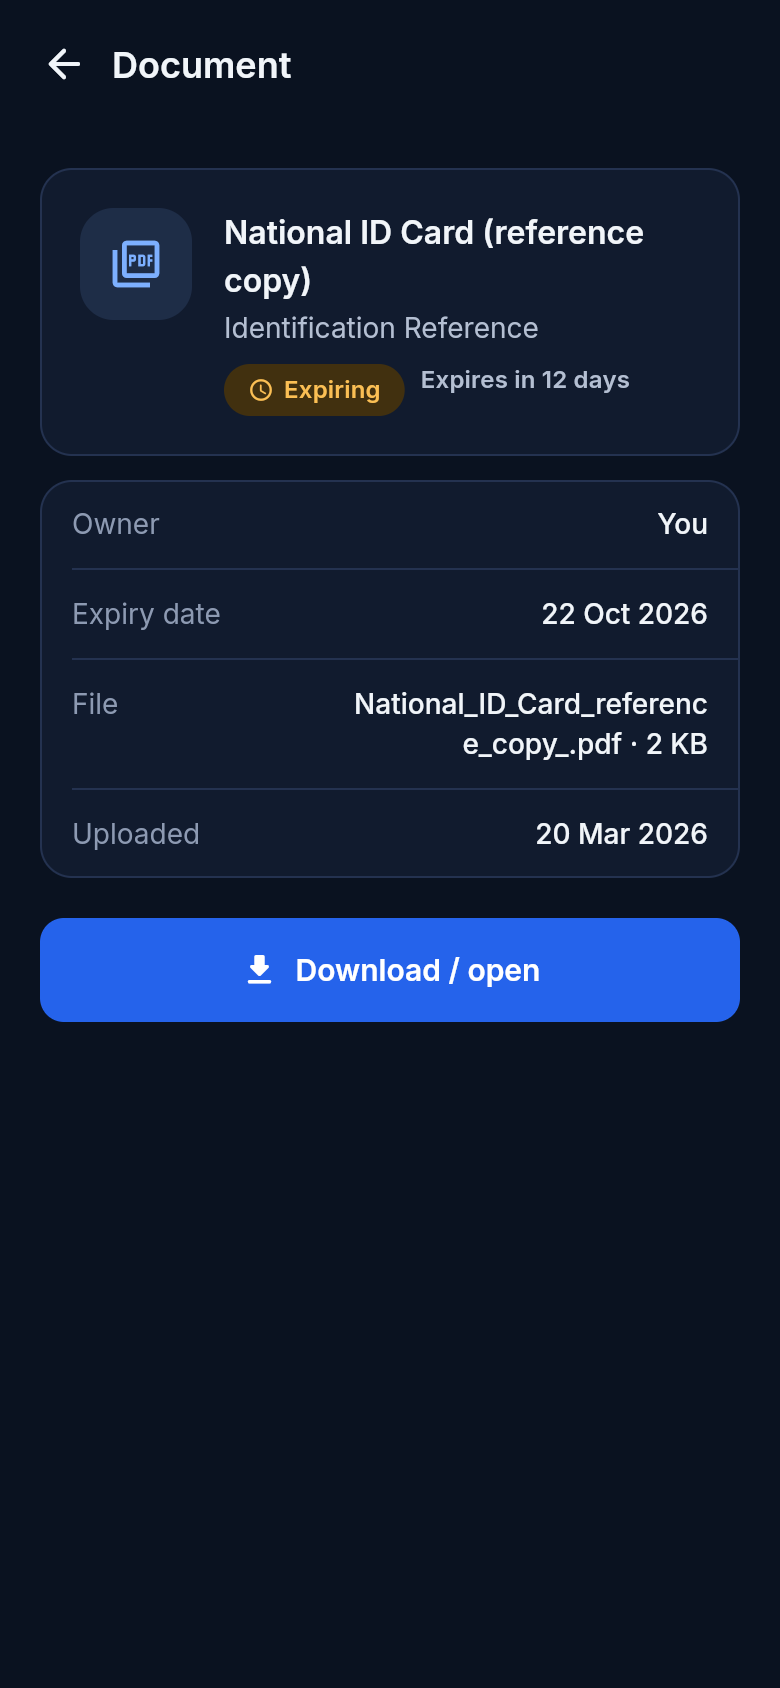 Document
PDF
National ID Card (reference
copy)
Identification Reference
Expiring
Expires in 12 days
Owner
You
Expiry date
22 Oct 2026
File
National_ID_Card_referenc
e_copy_.pdf · 2 KB
Uploaded
20 Mar 2026
Download / open